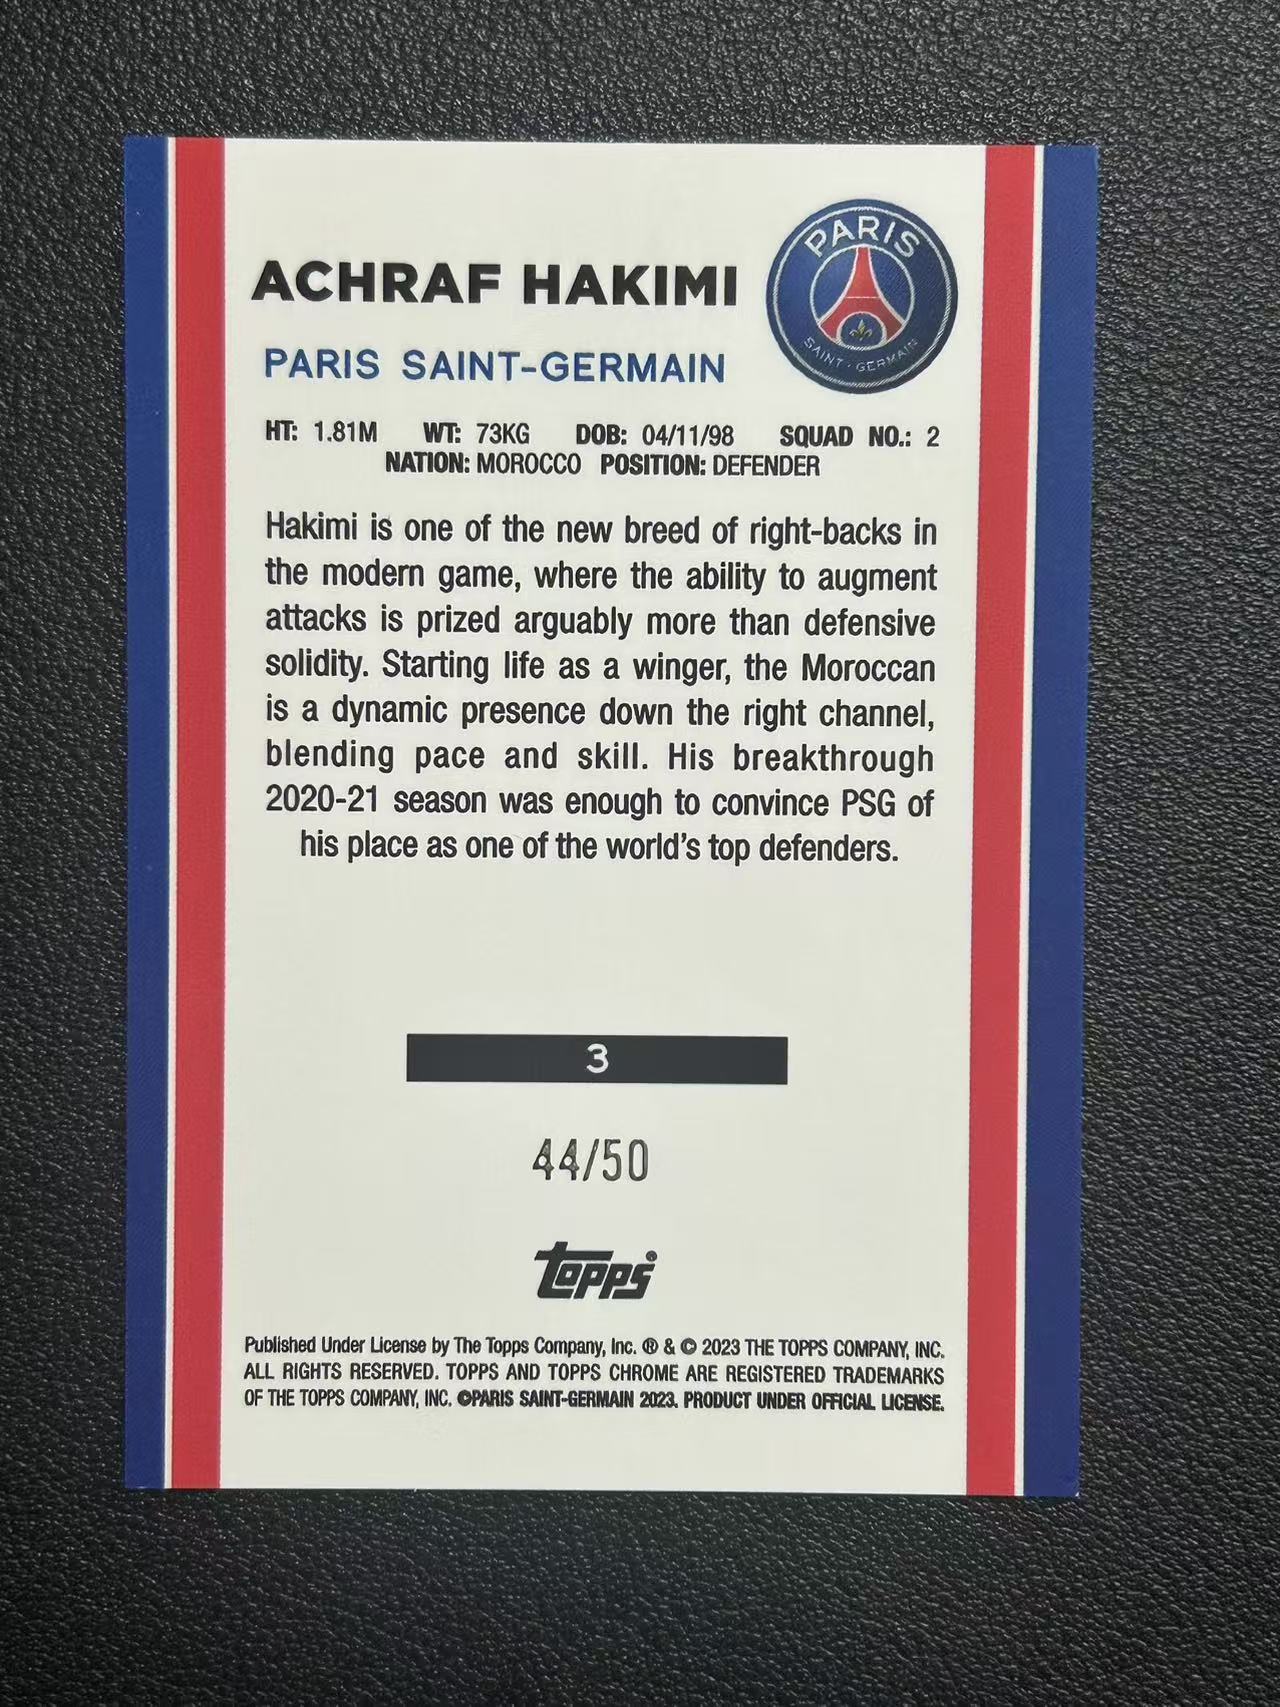 PARIS
SAINT-GERMAIN
ACHRAF HAKIMI
PARIS SAINT-GERMAIN
HT: 1.81M WT: 73KG DOB: 04/11/98 SQUAD NO.: 2
NATION: MOROCCO POSITION: DEFENDER
Hakimi is one of the new breed of right-backs in
the modern game, where the ability to augment
attacks is prized arguably more than defensive
solidity. Starting life as a winger, the Moroccan
is a dynamic presence down the right channel,
blending pace and skill. His breakthrough
2020-21 season was enough to convince PSG of
his place as one of the world's top defenders.
3
44/50
topps®
Published Under License by The Topps Company, Inc. ® & © 2023 THE TOPPS COMPANY, INC.
ALL RIGHTS RESERVED. TOPPS AND TOPPS CHROME ARE REGISTERED TRADEMARKS
OF THE TOPPS COMPANY, INC. ©PARIS SAINT-GERMAIN 2023. PRODUCT UNDER OFFICIAL LICENSE.